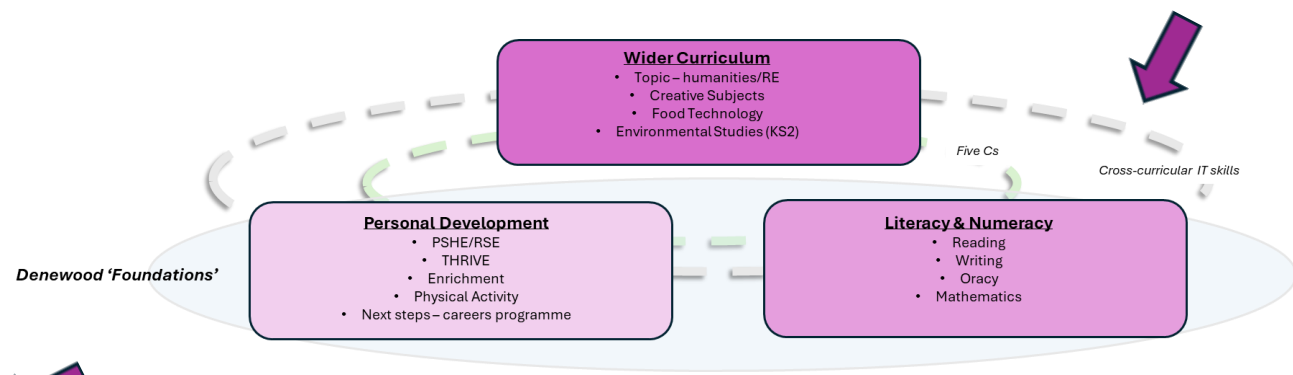 Wider Curriculum
• Topic – humanities/RE
• Creative Subjects
• Food Technology
• Environmental Studies (KS2)
Five Cs
Cross-curricular IT skills
Personal Development
• PSHE/RSE
• THRIVE
• Enrichment
• Physical Activity
• Next steps – careers programme
Literacy & Numeracy
• Reading
• Writing
• Oracy
• Mathematics
Denewood ‘Foundations’